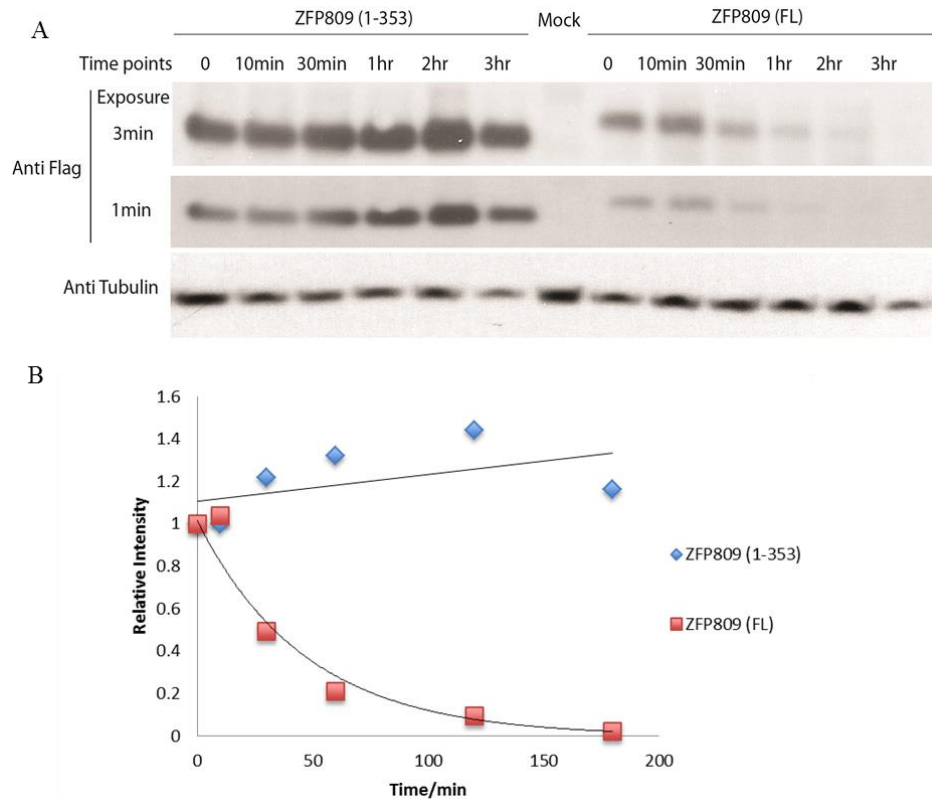 A
ZFP809 (1-353) Mock ZFP809 (FL)
Time points 0 10min 30min 1hr 2hr 3hr 0 10min 30min 1hr 2hr 3hr
Exposure
3min
Anti Flag
1min
Anti Tubulin
B
1.6
1.4
1.2
1
0.8
0.6
0.4
0.2
0
Relative Intensity
0 50 100 150 200
Time/min
ZFP809 (1-353)
ZFP809 (FL)